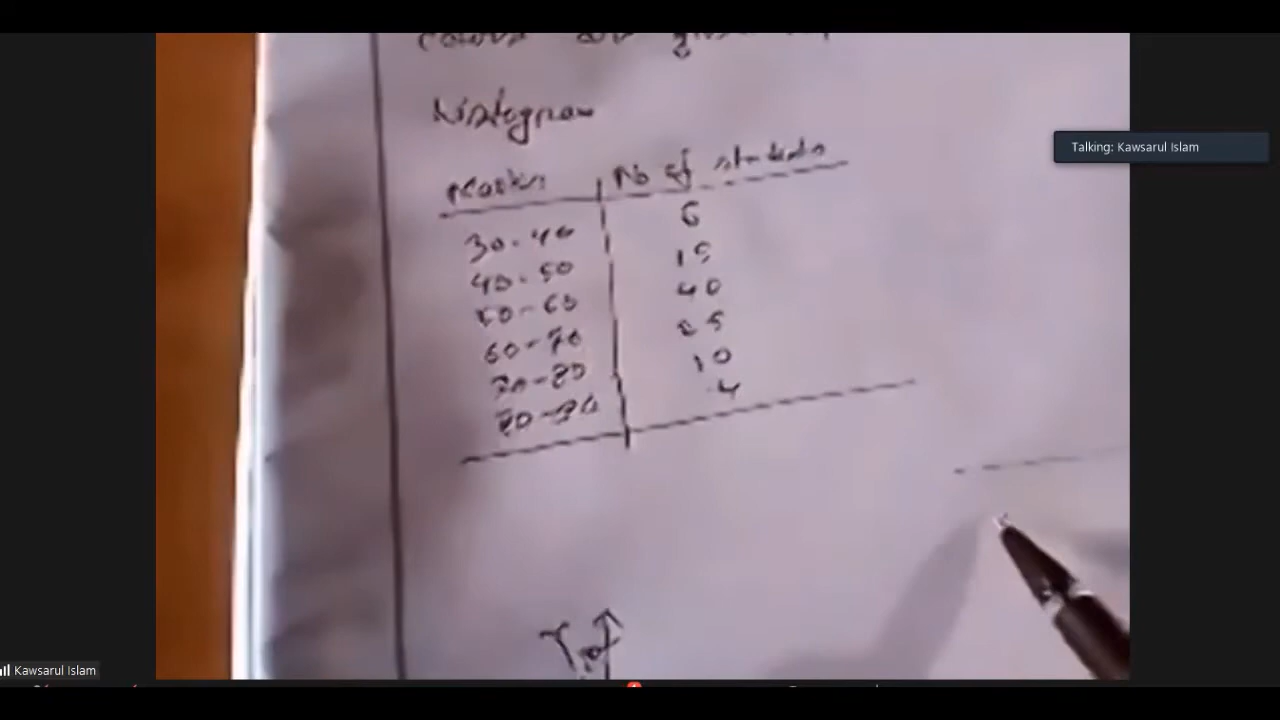 Histogram
Marks No of students
30-40 6
40-50 15
50-60 40
60-70 25
70-80 10
80-90 4
Talking: Kawsarul Islam
Kawsarul Islam